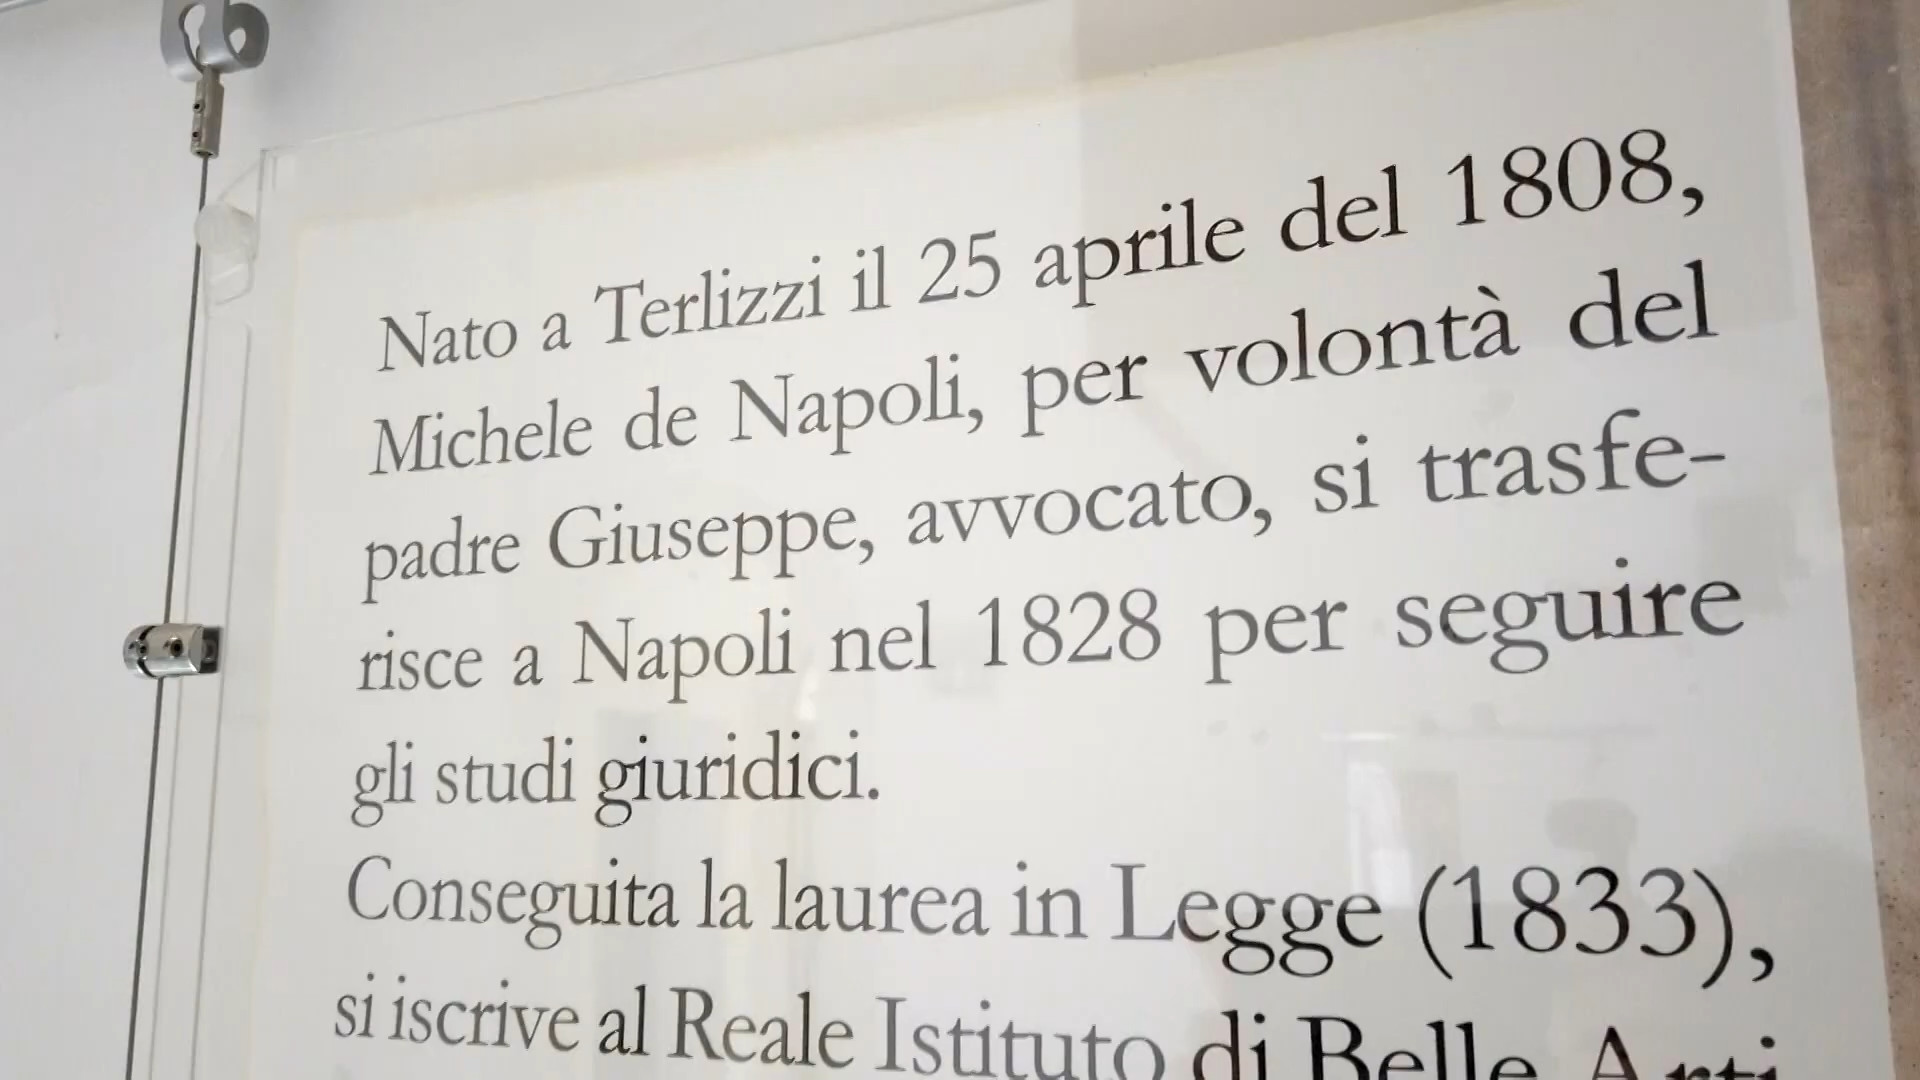 Nato a Terlizzi il 25 aprile del 1808,
Michele de Napoli, per volontà del
padre Giuseppe, avvocato, si trasfe-
risce a Napoli nel 1828 per seguire
gli studi giuridici.
Conseguita la laurea in Legge (1833),
si iscrive al Reale Istituto di Belle Arti